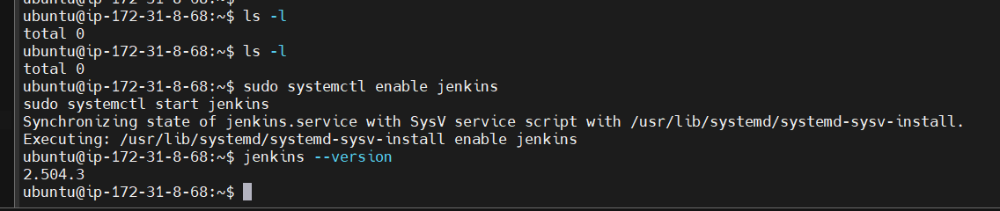 ubuntu@ip-172-31-8-68:~$ ls -l
total 0
ubuntu@ip-172-31-8-68:~$ ls -l
total 0
ubuntu@ip-172-31-8-68:~$ sudo systemctl enable jenkins
sudo systemctl start jenkins
Synchronizing state of jenkins.service with SysV service script with /usr/lib/systemd/systemd-sysv-install.
Executing: /usr/lib/systemd/systemd-sysv-install enable jenkins
ubuntu@ip-172-31-8-68:~$ jenkins --version
2.504.3
ubuntu@ip-172-31-8-68:~$